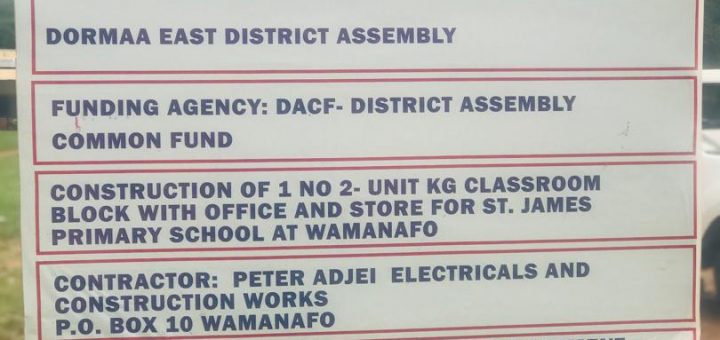 DORMAA EAST DISTRICT ASSEMBLY
FUNDING AGENCY: DACF- DISTRICT ASSEMBLY
COMMON FUND
CONSTRUCTION OF 1 NO 2- UNIT KG CLASSROOM
BLOCK WITH OFFICE AND STORE FOR ST. JAMES
PRIMARY SCHOOL AT WAMANAFO
CONTRACTOR: PETER ADJEI ELECTRICALS AND
CONSTRUCTION WORKS
P.O. BOX 10 WAMANAFO